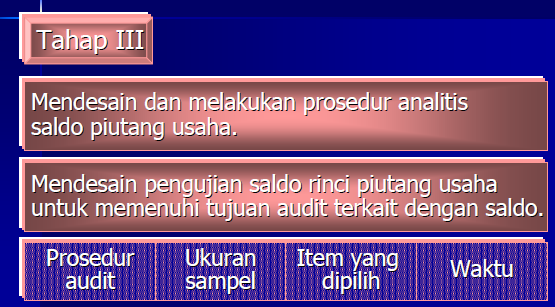 Tahap III
Mendesain dan melakukan prosedur analitis
saldo piutang usaha.
Mendesain pengujian saldo rinci piutang usaha
untuk memenuhi tujuan audit terkait dengan saldo.
Prosedur
audit
Ukuran
sampel
Item yang
dipilih
Waktu